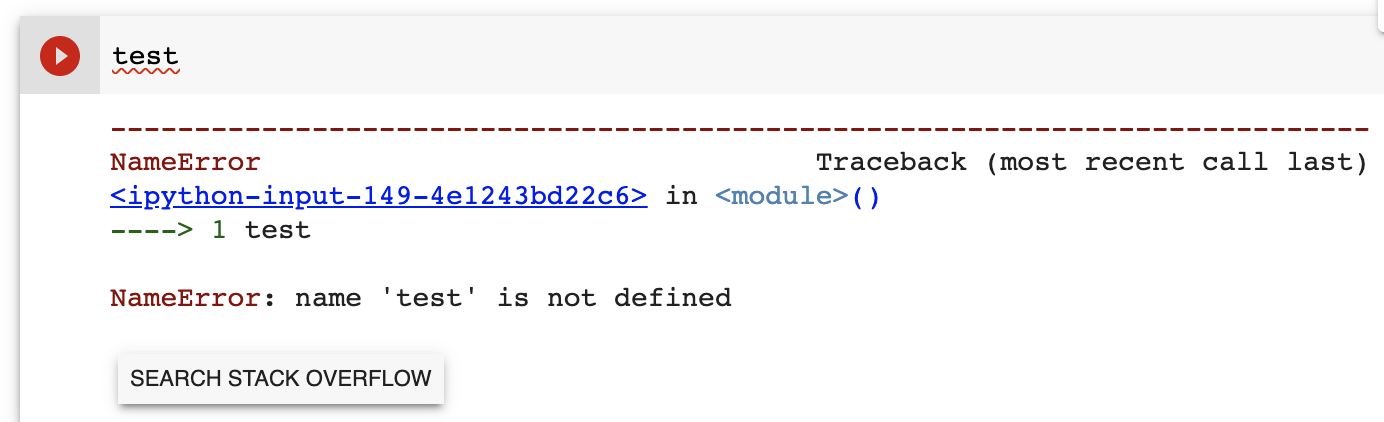 test
---------------------------------------------------------------------------
NameError                                 Traceback (most recent call last)
<ipython-input-149-4e1243bd22c6> in <module>()
----> 1 test

NameError: name 'test' is not defined
SEARCH STACK OVERFLOW